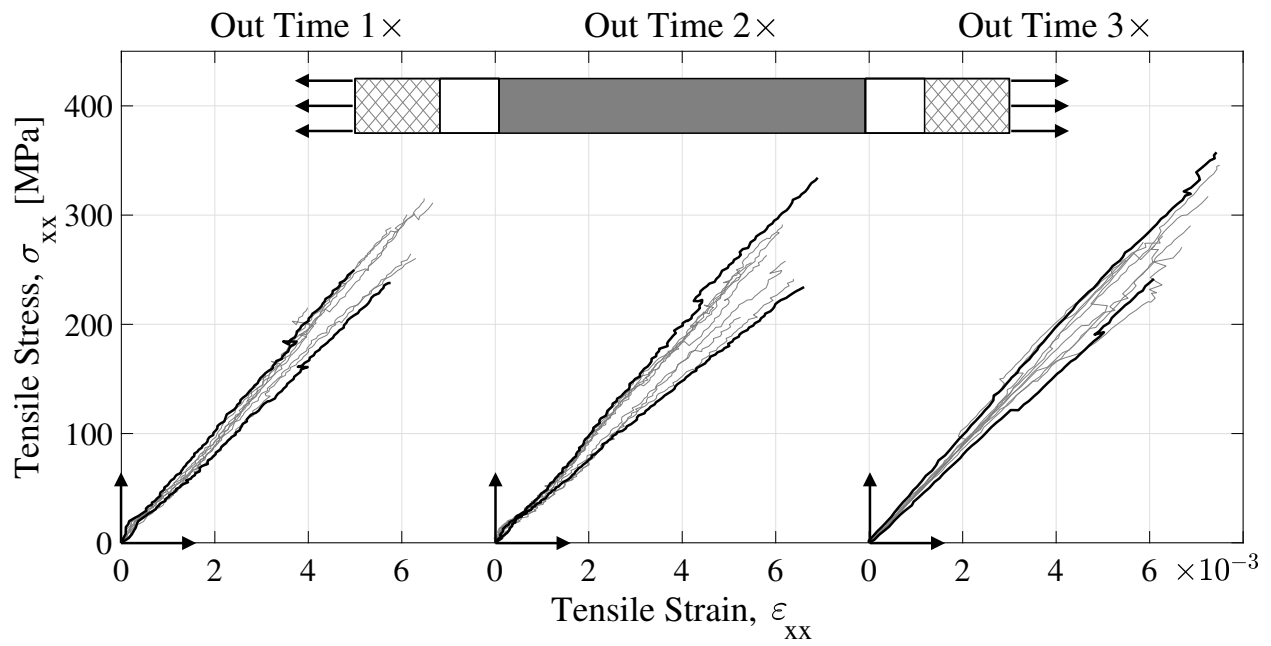 Out Time 1× Out Time 2× Out Time 3×
400
300
200
100
0
Tensile Stress, σxx [MPa]
0 2 4 6 0 2 4 6 0 2 4 6 ×10⁻³
Tensile Strain, εxx